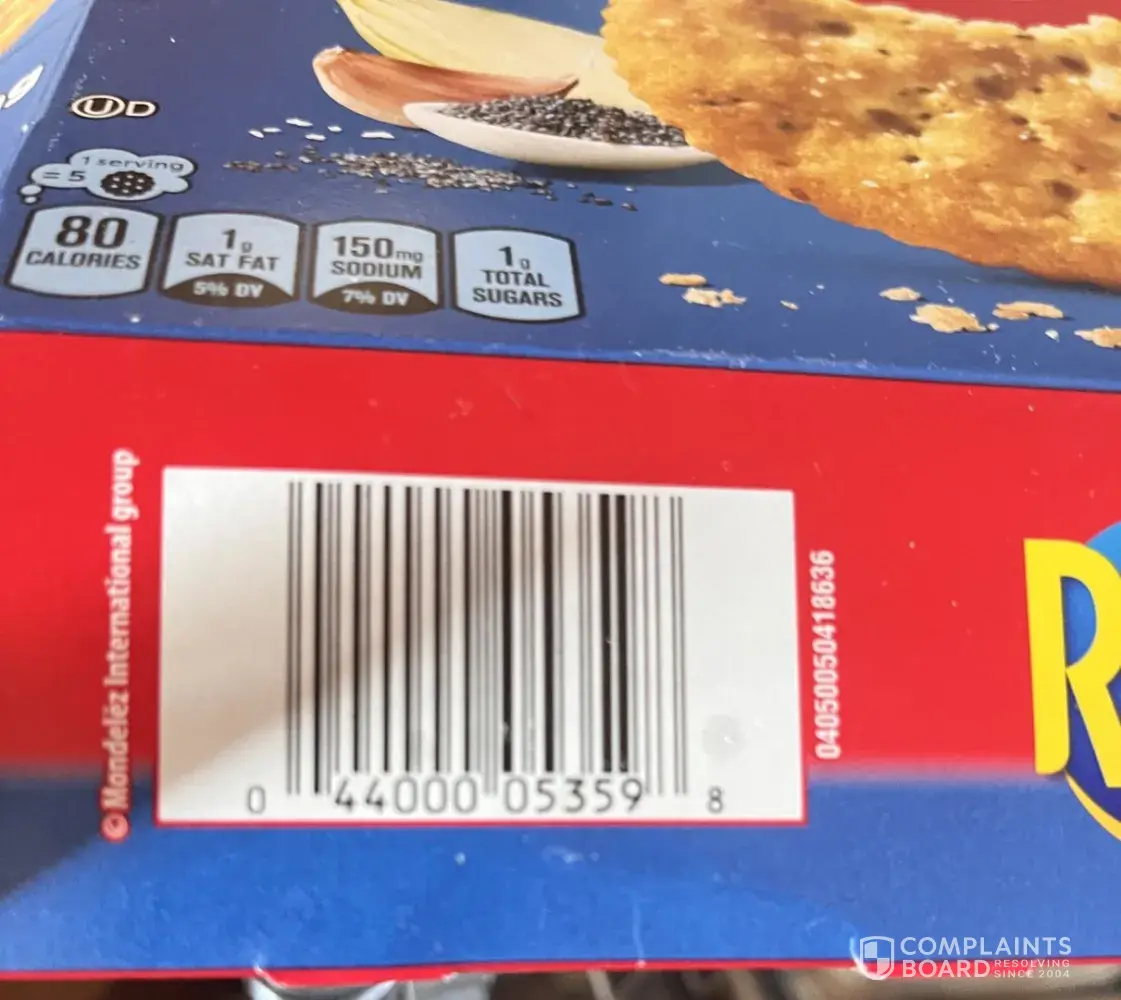 UD
1 serving
= 5
80
CALORIES
1g
SAT FAT
5% DV
150mg
SODIUM
7% DV
1g
TOTAL
SUGARS
©Mondelēz International group
0 44000 05359 8
04050050418636
R
COMPLAINTS
BOARD RESOLVING
SINCE 2004